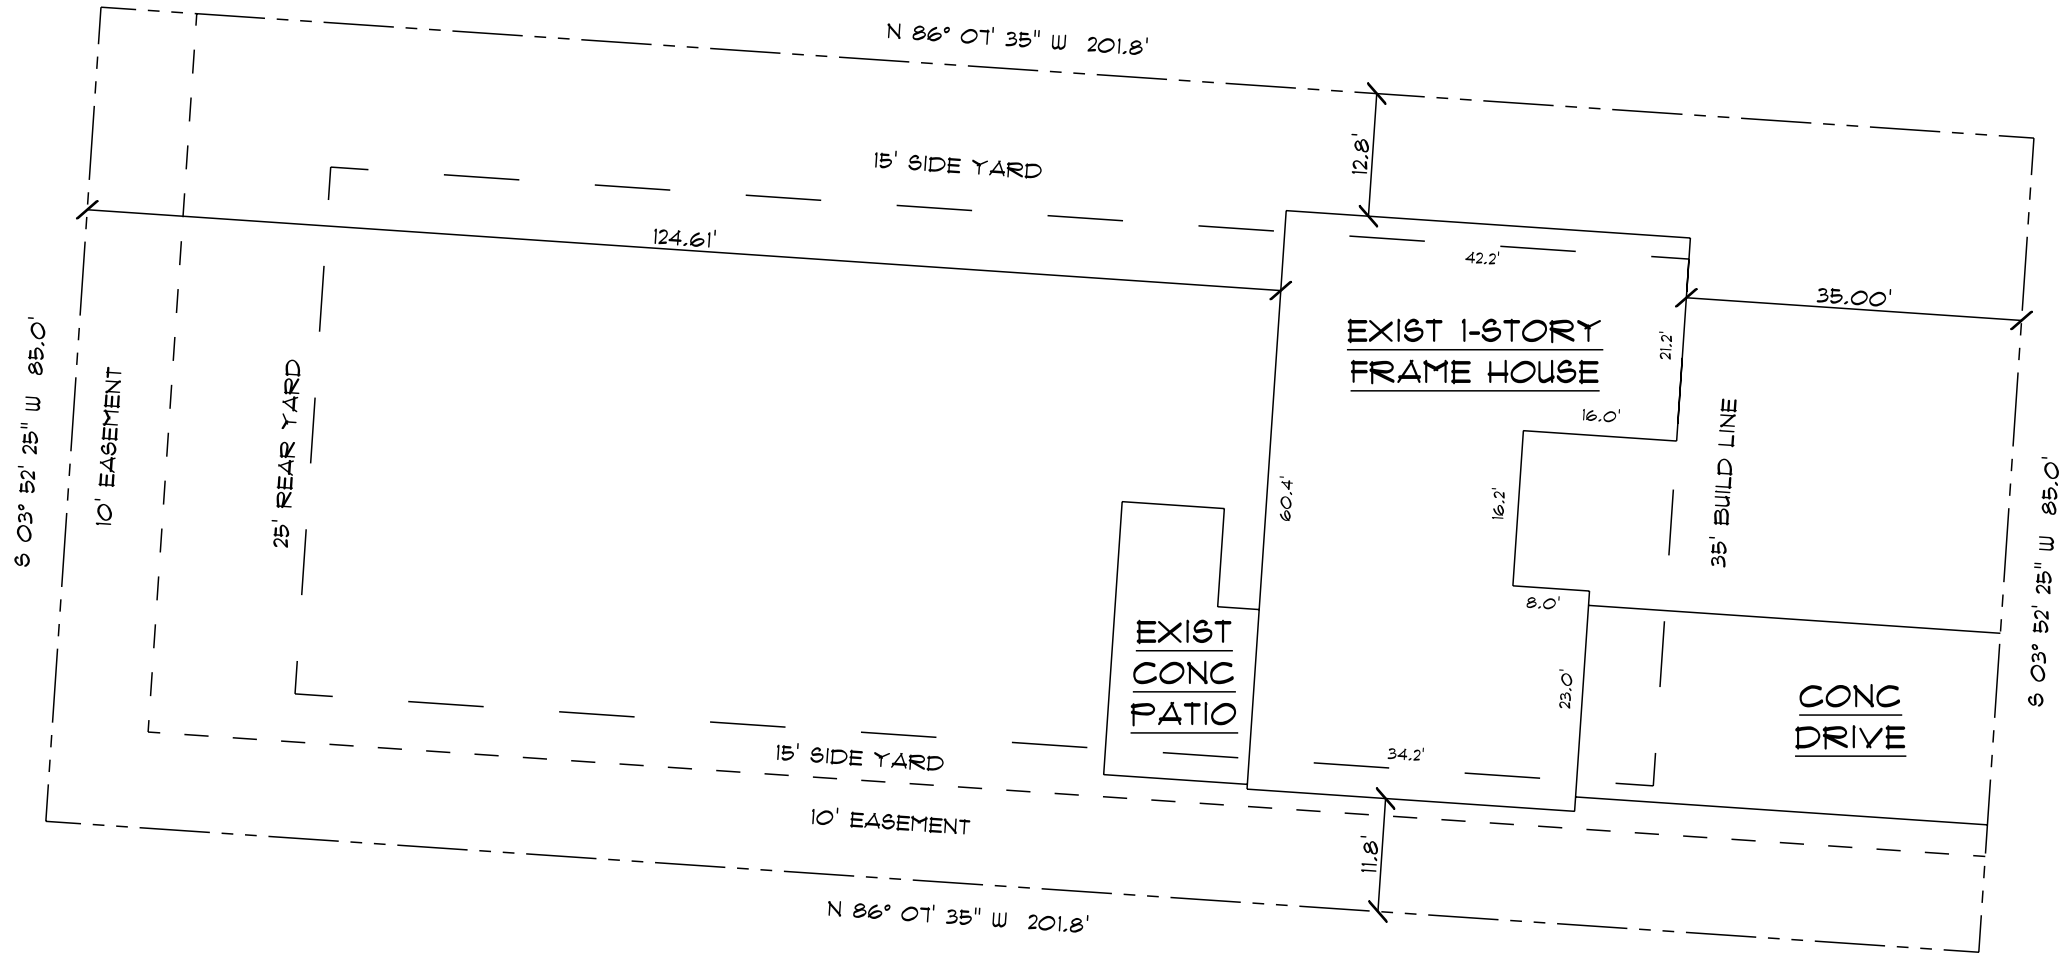 N 86° 07' 35" W 201.8'
12.8'
15' SIDE YARD
124.61'
42.2'
35.00'
EXIST 1-STORY
FRAME HOUSE
21.2'
S 03° 52' 25" W 85.0'
10' EASEMENT
25' REAR YARD
16.0'
35' BUILD LINE
60.4'
16.2'
S 03° 52' 25" W 85.0'
8.0'
EXIST
CONC
PATIO
23.0'
CONC
DRIVE
15' SIDE YARD
34.2'
10' EASEMENT
11.8'
N 86° 07' 35" W 201.8'